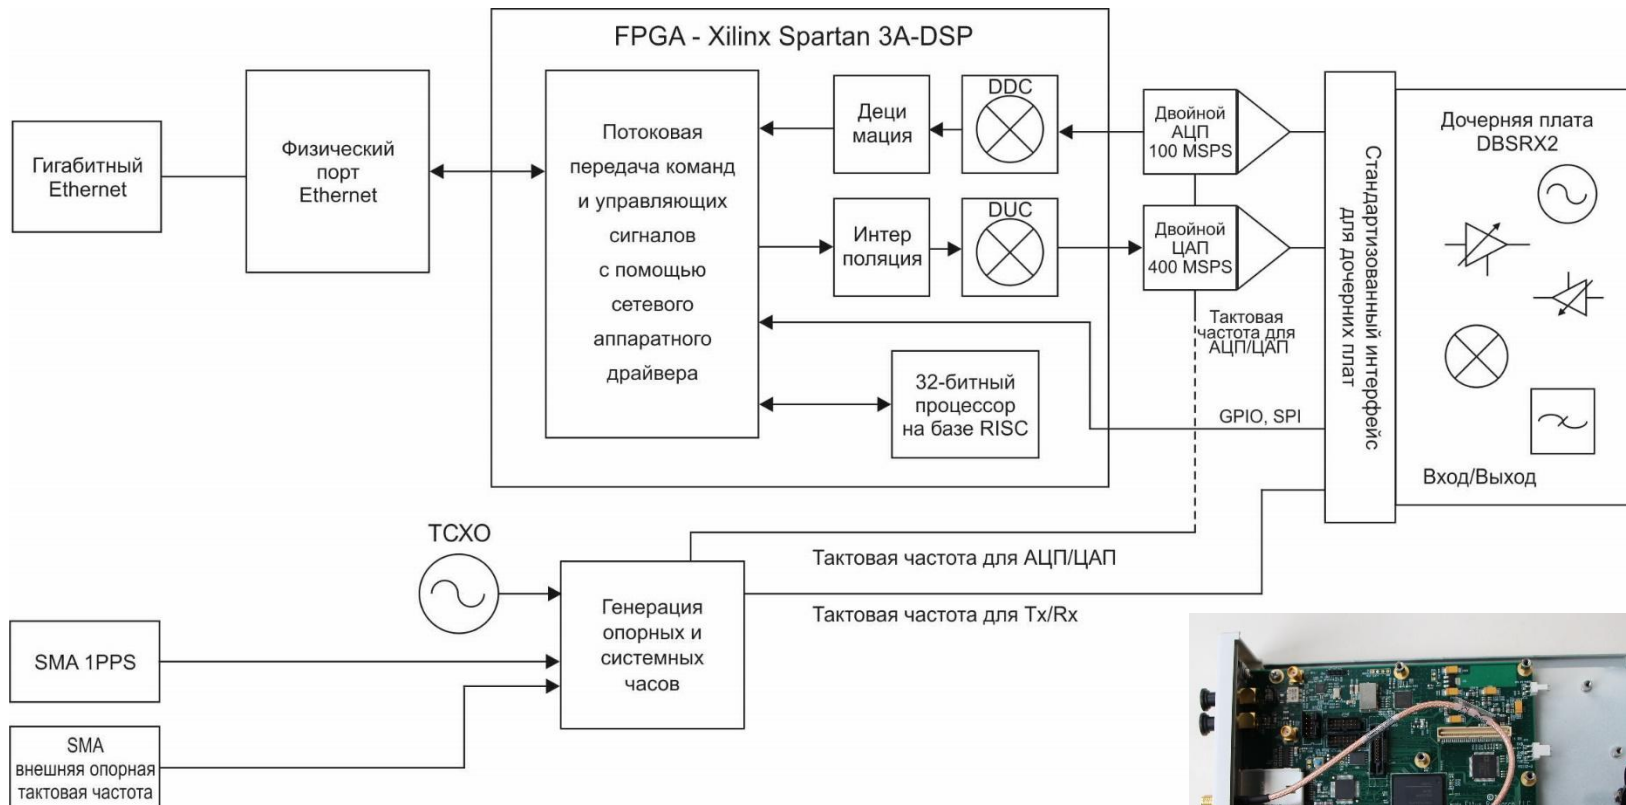 FPGA - Xilinx Spartan 3A-DSP
Гигабитный
Ethernet
Физический
порт
Ethernet
Потоковая
передача команд
и управляющих
сигналов
с помощью
сетевого
аппаратного
драйвера
Деци
мация
DDC
Интер
поляция
DUC
32-битный
процессор
на базе RISC
Двойной
АЦП
100 MSPS
Двойной
ЦАП
400 MSPS
Тактовая
частота для
АЦП/ЦАП
GPIO, SPI
Стандартизованный интерфейс
для дочерних плат
Дочерняя плата
DBSRX2
Вход/Выход
TCXO
Генерация
опорных и
системных
часов
Тактовая частота для АЦП/ЦАП
Тактовая частота для Tx/Rx
SMA 1PPS
SMA
внешняя опорная
тактовая частота